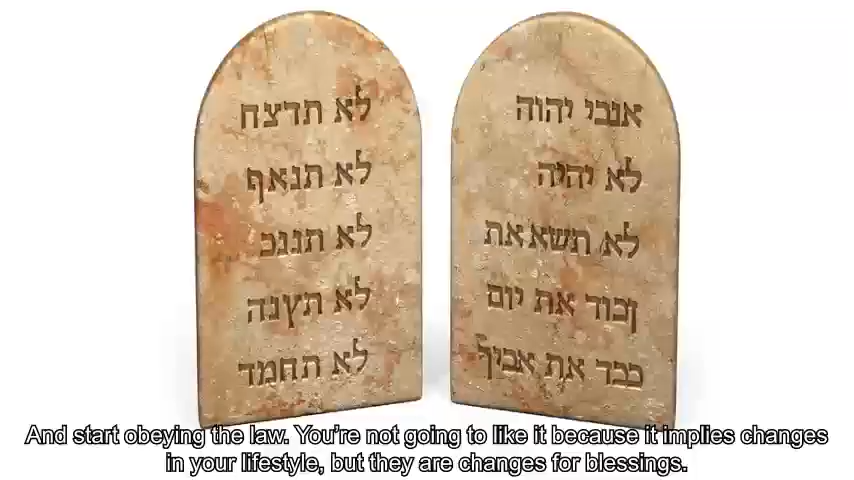 אנכי יהוה
לא יהיה
לא תשא את
זכור את יום
כבד את אביך
לא תרצח
לא תנאף
לא תגנב
לא תענה
לא תחמד
And start obeying the law. You're not going to like it because it implies changes
in your lifestyle, but they are changes for blessings.